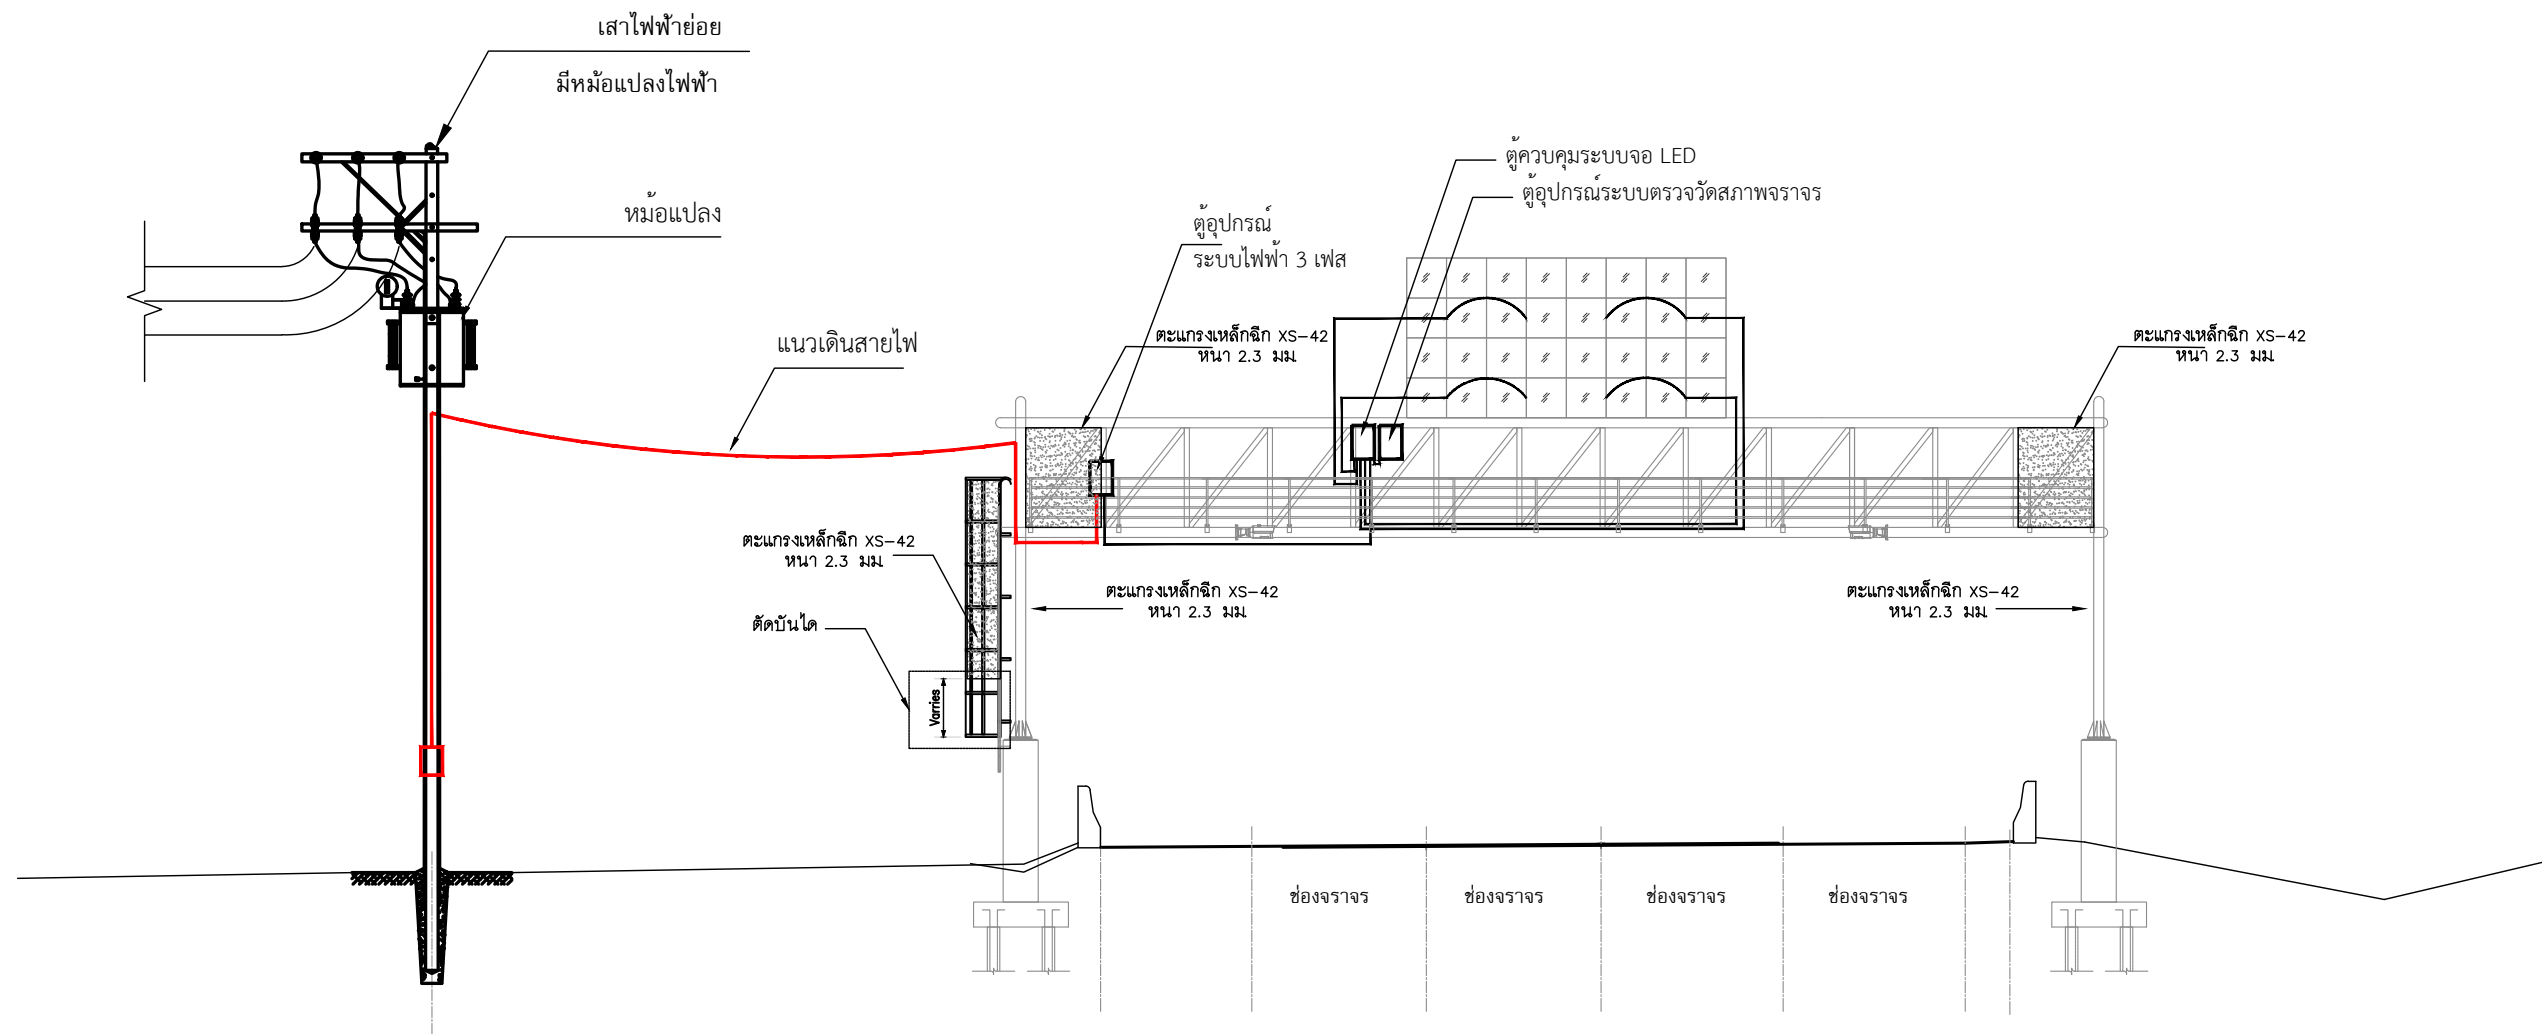 เสาไฟฟ้าย่อย
มีหม้อแปลงไฟฟ้า
หม้อแปลง
แนวเดินสายไฟ
ตู้ควบคุมระบบจอ LED
ตู้อุปกรณ์ระบบตรวจวัดสภาพจราจร
ตู้อุปกรณ์
ระบบไฟฟ้า 3 เฟส
ตะแกรงเหล็กฉีก XS-42
หนา 2.3 มม.
ตะแกรงเหล็กฉีก XS-42
หนา 2.3 มม.
ตะแกรงเหล็กฉีก XS-42
หนา 2.3 มม.
ตัดบันได
Varries
ตะแกรงเหล็กฉีก XS-42
หนา 2.3 มม.
ตะแกรงเหล็กฉีก XS-42
หนา 2.3 มม.
ช่องจราจร
ช่องจราจร
ช่องจราจร
ช่องจราจร